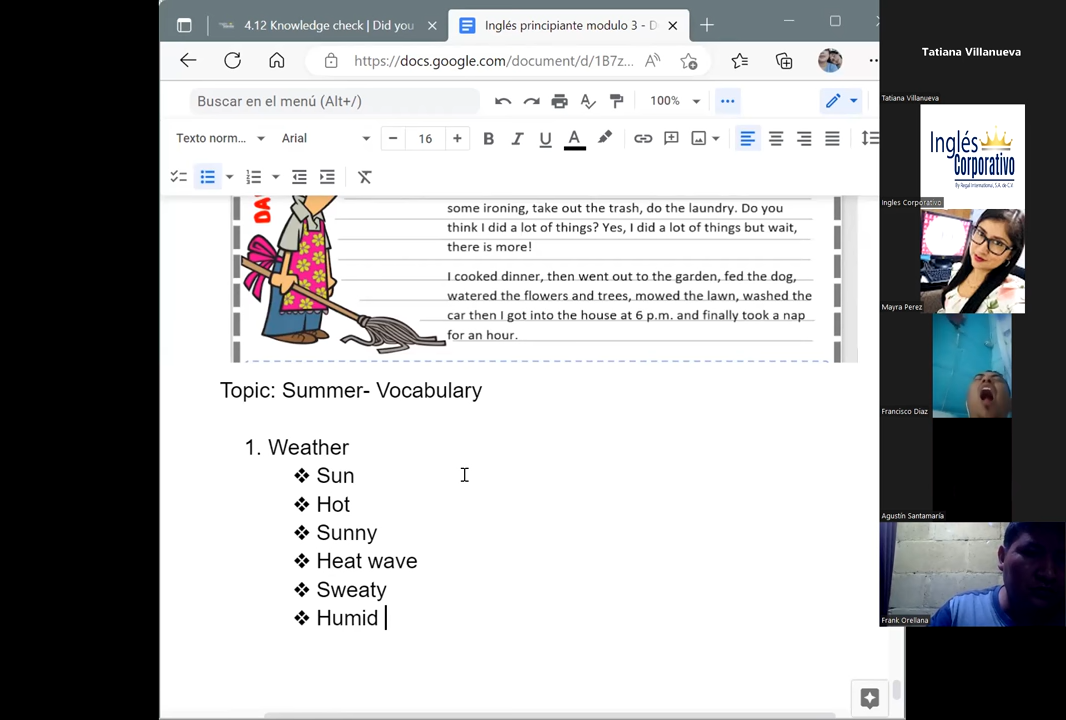 4.12 Knowledge check | Did you
Inglés principiante modulo 3 - D
Tatiana Villanueva
https://docs.google.com/document/d/1B7z...
Buscar en el menú (Alt+/)
100%
Tatiana Villanueva
Texto norm...
Arial
16
Inglés
Corporativo
By Regal International, S.A. de C.V.
Ingles Corporativo
DA
some ironing, take out the trash, do the laundry. Do you
think I did a lot of things? Yes, I did a lot of things but wait,
there is more!
I cooked dinner, then went out to the garden, fed the dog,
watered the flowers and trees, mowed the lawn, washed the
car then I got into the house at 6 p.m. and finally took a nap
for an hour.
Mayra Perez
Topic: Summer- Vocabulary
Francisco Diaz
1. Weather
❖ Sun
❖ Hot
❖ Sunny
❖ Heat wave
❖ Sweaty
❖ Humid
Agustín Santamaría
Frank Orellana